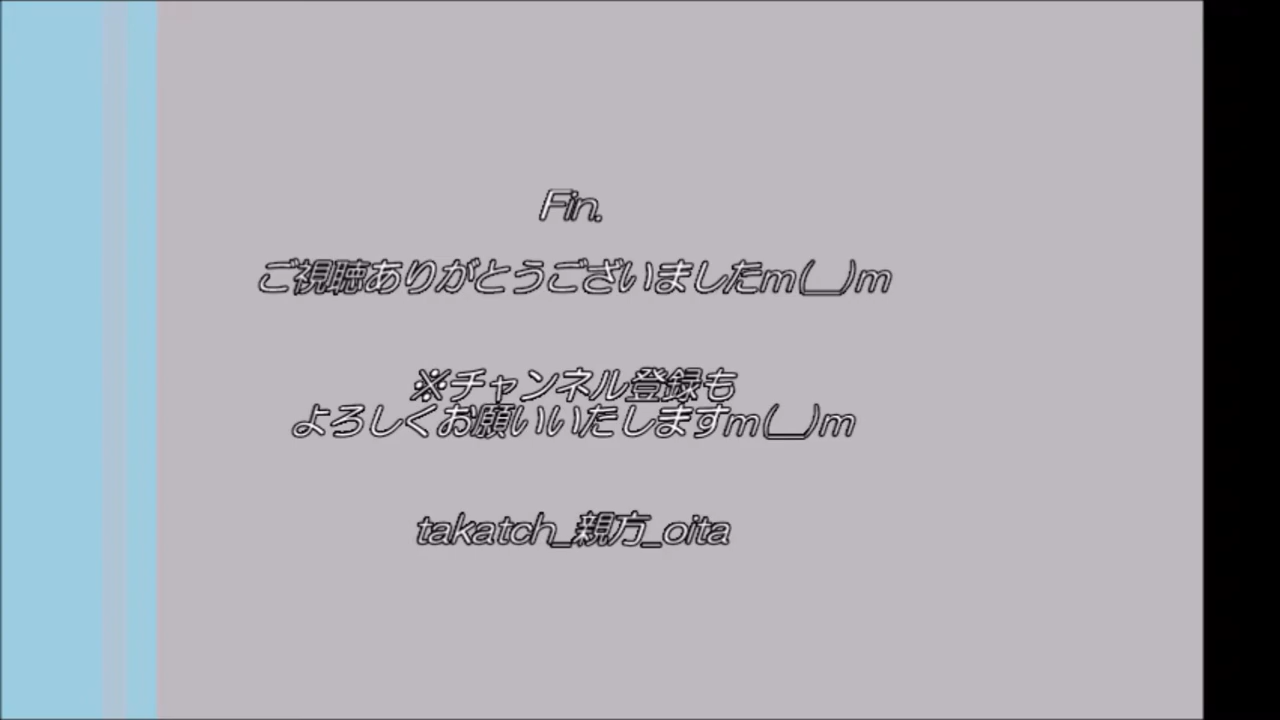 Fin.
ご視聴ありがとうございましたm(__)m
※チャンネル登録も
よろしくお願いいたしますm(__)m
takatch_親方_oita